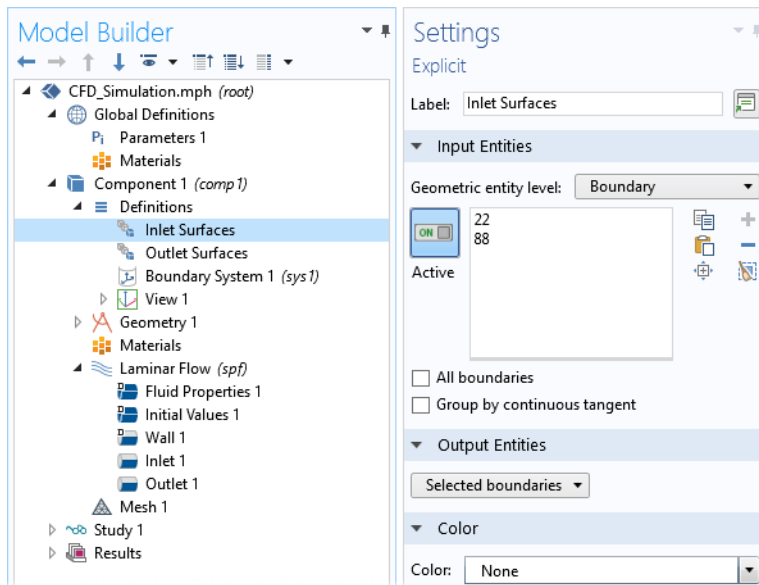 Model Builder
CFD_Simulation.mph (root)
Global Definitions
Pi Parameters 1
Materials
Component 1 (comp1)
Definitions
Inlet Surfaces
Outlet Surfaces
Boundary System 1 (sys1)
View 1
Geometry 1
Materials
Laminar Flow (spf)
Fluid Properties 1
Initial Values 1
Wall 1
Inlet 1
Outlet 1
Mesh 1
Study 1
Results
Settings
Explicit
Label: Inlet Surfaces
Input Entities
Geometric entity level: Boundary
ON
Active
22
88
All boundaries
Group by continuous tangent
Output Entities
Selected boundaries
Color
Color: None